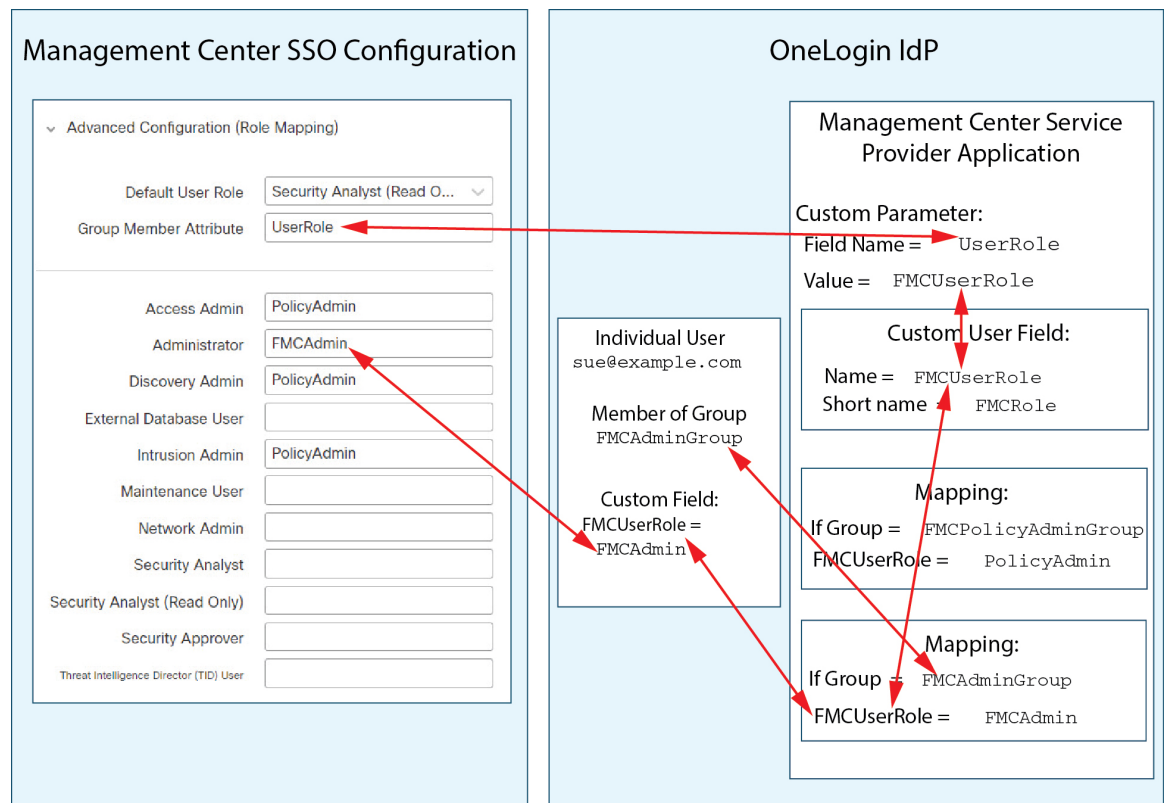 Management Center SSO Configuration
Advanced Configuration (Role Mapping)
Default User Role Security Analyst (Read O...
Group Member Attribute UserRole
Access Admin PolicyAdmin
Administrator FMCAdmin
Discovery Admin PolicyAdmin
External Database User
Intrusion Admin PolicyAdmin
Maintenance User
Network Admin
Security Analyst
Security Analyst (Read Only)
Security Approver
Threat Intelligence Director (TID) User
OneLogin IdP
Individual User
sue@example.com
Member of Group
FMCAdminGroup
Custom Field:
FMCUserRole =
FMCAdmin
Management Center Service
Provider Application
Custom Parameter:
Field Name = UserRole
Value = FMCUserRole
Custom User Field:
Name = FMCUserRole
Short name = FMCRole
Mapping:
If Group = FMCPolicyAdminGroup
FMCUserRole = PolicyAdmin
Mapping:
If Group = FMCAdminGroup
FMCUserRole = FMCAdmin